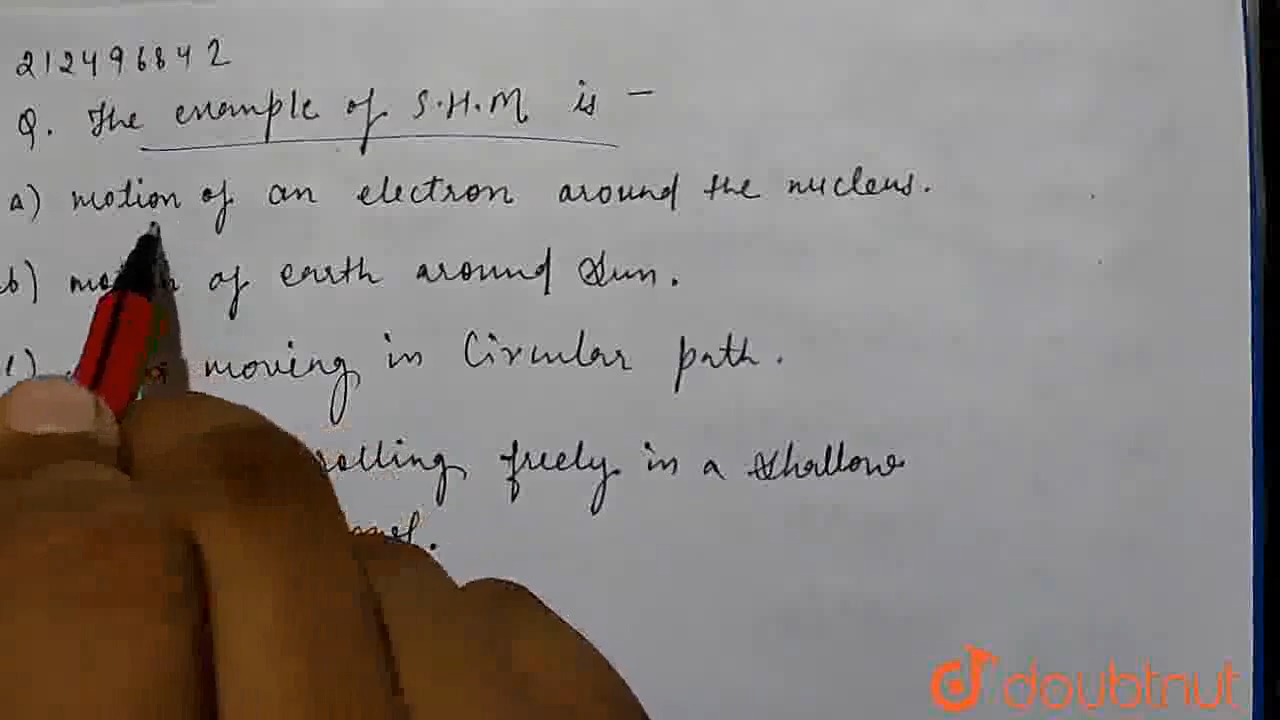 212496842
Q. The example of S.H.M is -
a) motion of an electron around the nucleus.
b) of earth around Sun.
moving in Circular path.
rolling freely in a shallow
doubtnut